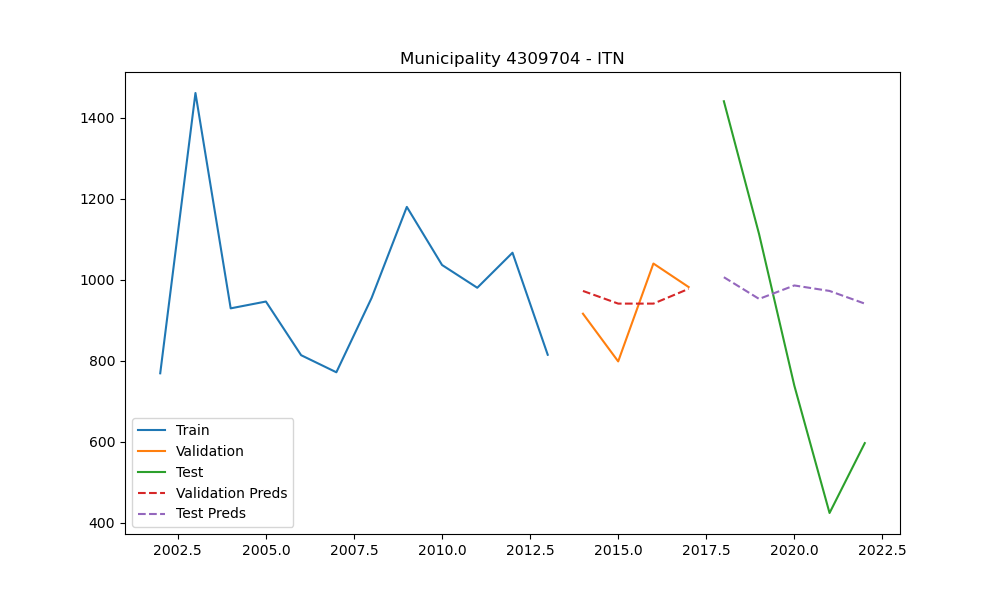 Municipality 4309704 - ITN
1400
1200
1000
800
600
400
Train
Validation
Test
Validation Preds
Test Preds
2002.5 2005.0 2007.5 2010.0 2012.5 2015.0 2017.5 2020.0 2022.5